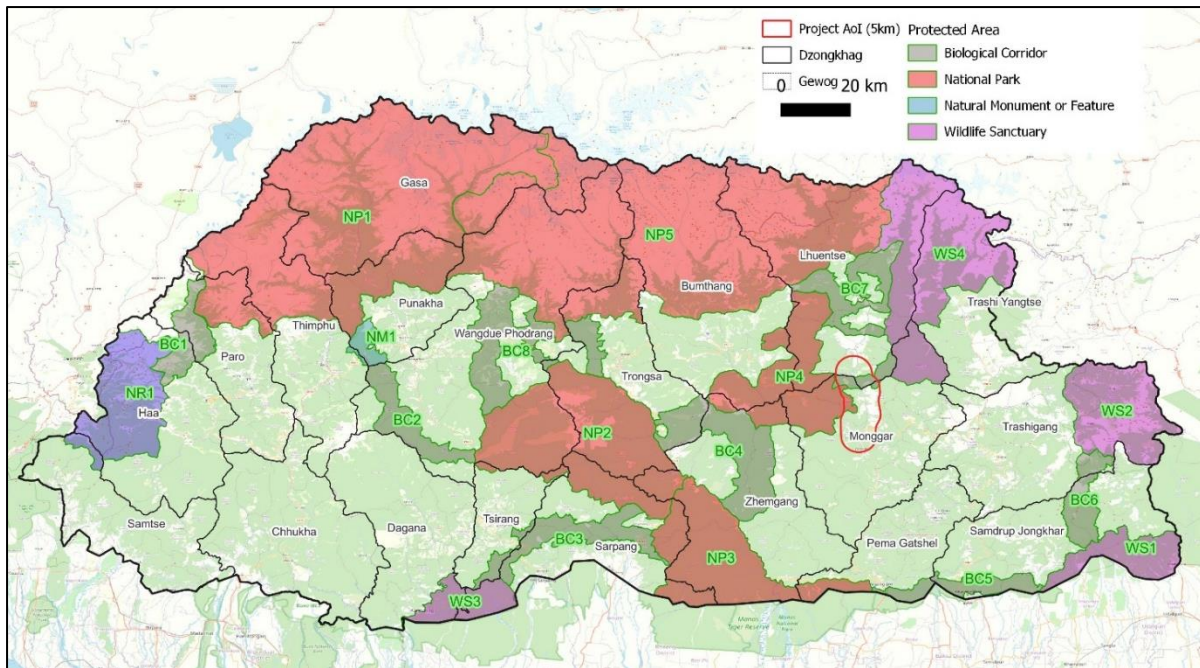 Project AoI (5km)
Dzongkhag
Gewog
0 20 km
Protected Area
Biological Corridor
National Park
Natural Monument or Feature
Wildlife Sanctuary
Gasa
NP1
NP5
Lhuentse
WS4
Bumthang
BC7
Punakha
Trashi Yangtse
Thimphu
NM1
Wangdue Phodrang
BC1
Paro
BC8
Trongsa
NP4
NR1
Haa
WS2
BC2
NP2
Monggar
Trashigang
BC4
Zhemgang
BC6
Samtse
Chhukha
Dagana
Tsirang
Samdrup Jongkhar
BC3
Sarpang
Pema Gatshel
WS1
NP3
BC5
WS3